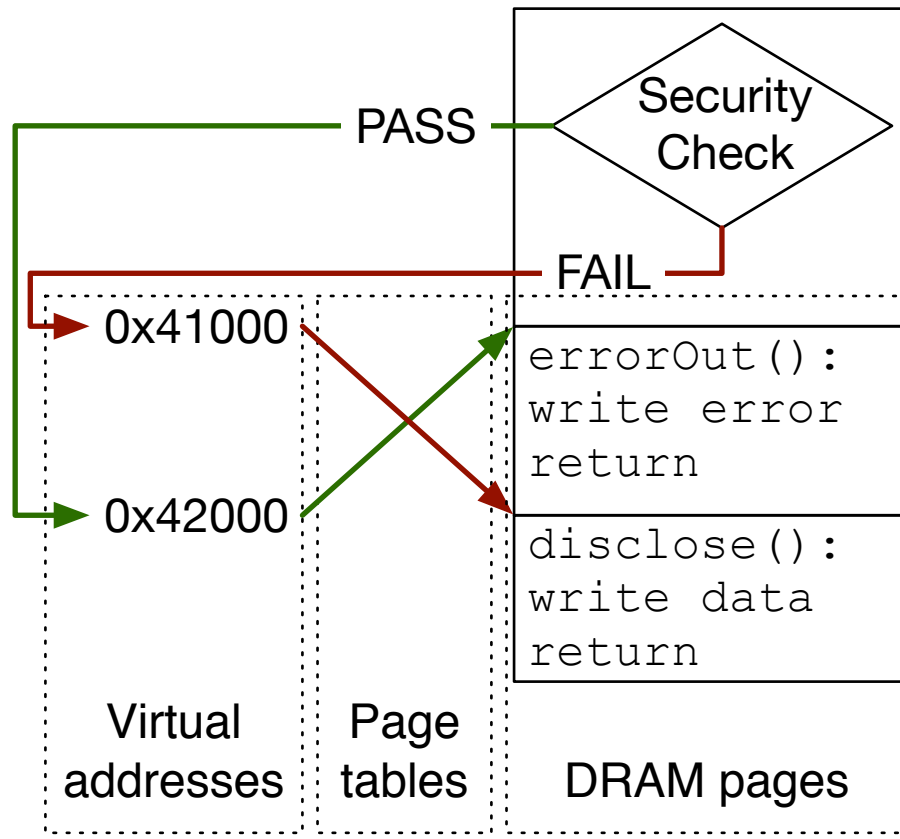 Security
Check
PASS
FAIL
0x41000
errorOut():
write error
return
0x42000
disclose():
write data
return
Virtual
addresses
Page
tables
DRAM pages